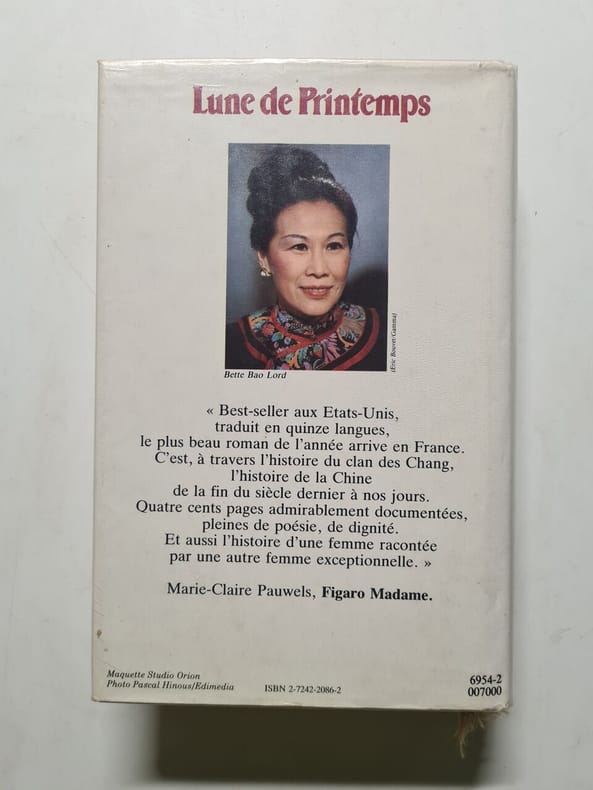 Lune de Printemps
(Eric Bouvet/Gamma)
Bette Bao Lord
« Best-seller aux Etats-Unis,
traduit en quinze langues,
le plus beau roman de l'année arrive en France.
C'est, à travers l'histoire du clan des Chang,
l'histoire de la Chine
de la fin du siècle dernier à nos jours.
Quatre cents pages admirablement documentées,
pleines de poésie, de dignité.
Et aussi l'histoire d'une femme racontée
par une autre femme exceptionnelle. »
Marie-Claire Pauwels, Figaro Madame.
Maquette Studio Orion
Photo Pascal Hinous/Edimedia
ISBN 2-7242-2086-2
6954-2
007000